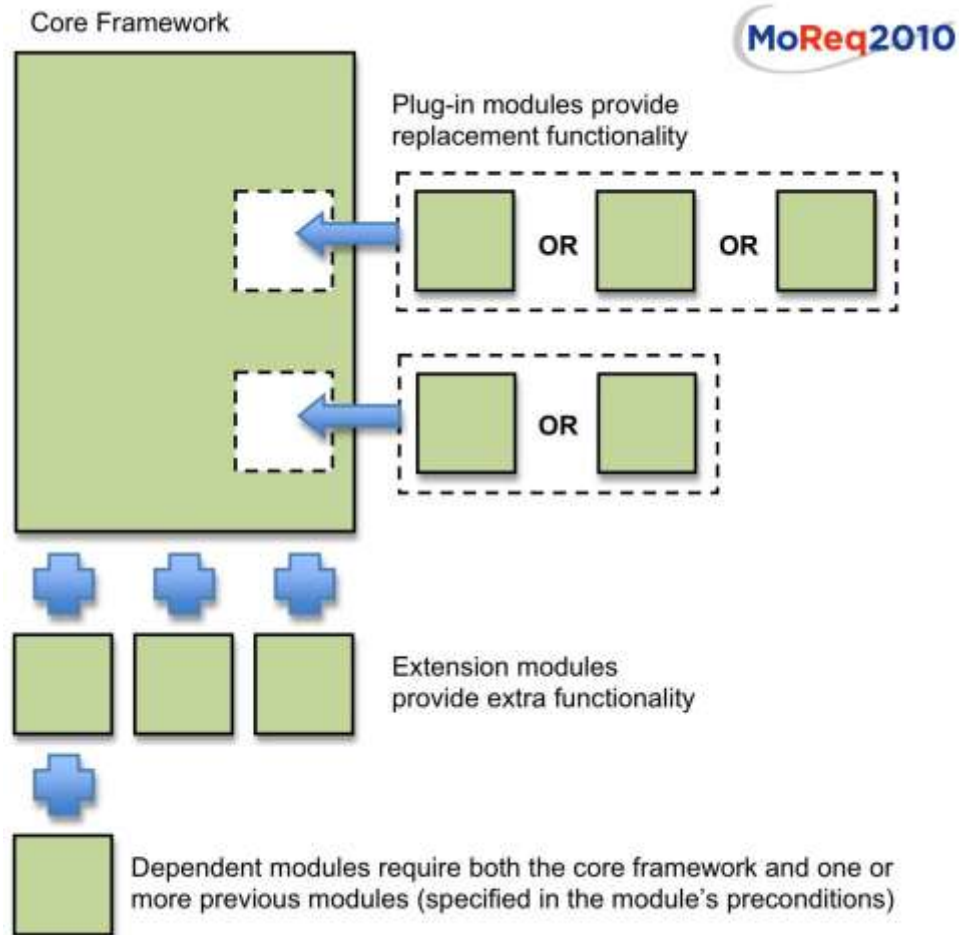 Core Framework
MoReq2010
Plug-in modules provide
replacement functionality
OR
OR
OR
Extension modules
provide extra functionality
Dependent modules require both the core framework and one or
more previous modules (specified in the module's preconditions)